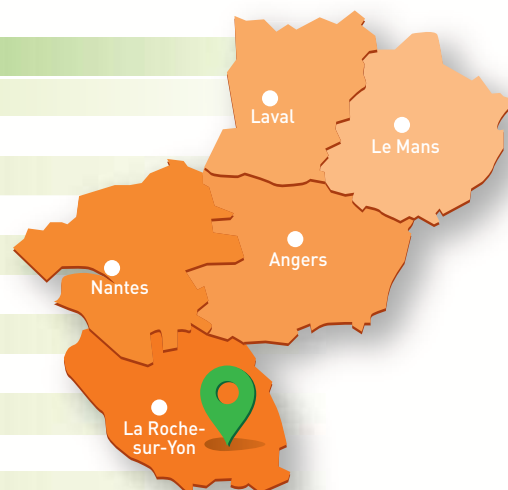 Laval
Le Mans
Angers
Nantes
La Roche-
sur-Yon